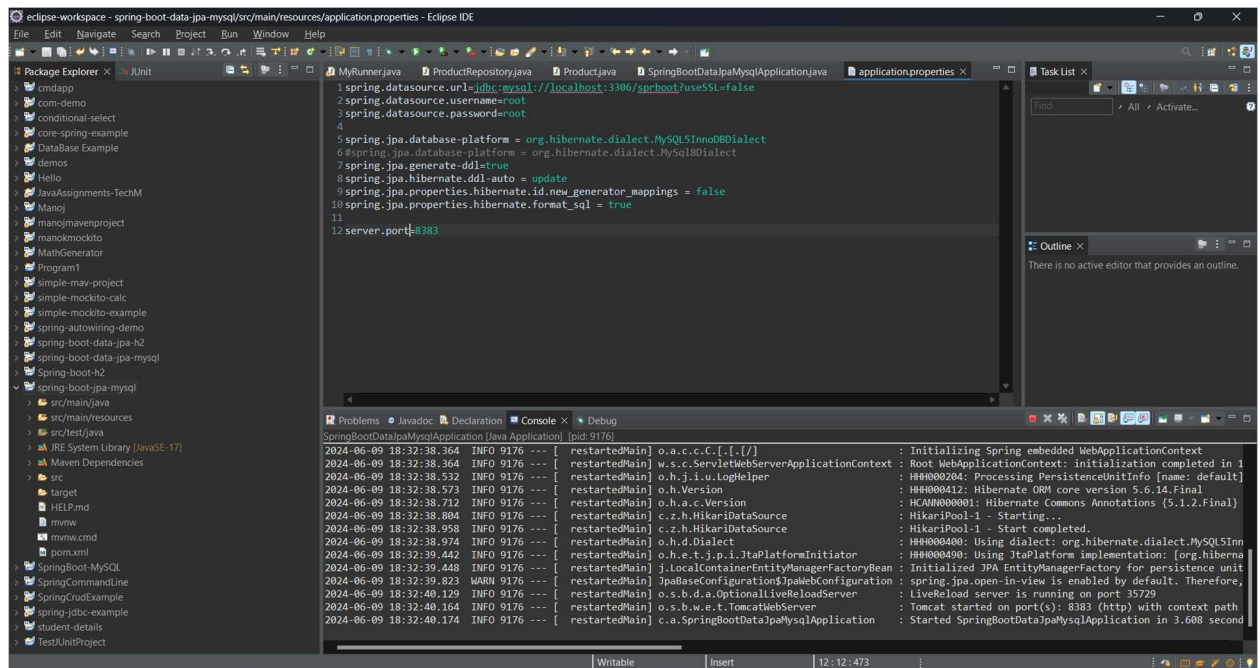 eclipse-workspace - spring-boot-data-jpa-mysql/src/main/resources/application.properties - Eclipse IDE
File Edit Navigate Search Project Run Window Help
Package Explorer JUnit
cmdapp
com-demo
conditional-select
core-spring-example
DataBase Example
demos
Hello
JavaAssignments-TechM
Manoj
manojmavenproject
manokmockito
MathGenerator
Program1
simple-mav-project
simple-mockito-calc
simple-mockito-example
spring-autowiring-demo
spring-boot-data-jpa-h2
spring-boot-data-jpa-mysql
Spring-boot-h2
spring-boot-jpa-mysql
src/main/java
src/main/resources
src/test/java
JRE System Library [JavaSE-17]
Maven Dependencies
src
target
HELP.md
mvnw
mvnw.cmd
pom.xml
SpringBoot-MySQL
SpringCommandLine
SpringCrudExample
spring-jdbc-example
student-details
TestJUnitProject
MyRunner.java ProductRepository.java Product.java SpringBootDataJpaMysqlApplication.java application.properties
1 spring.datasource.url=jdbc:mysql://localhost:3306/sprboot?useSSL=false
2 spring.datasource.username=root
3 spring.datasource.password=root
4
5 spring.jpa.database-platform = org.hibernate.dialect.MySQL5InnoDBDialect
6 #spring.jpa.database-platform = org.hibernate.dialect.MySql8Dialect
7 spring.jpa.generate-ddl=true
8 spring.jpa.hibernate.ddl-auto = update
9 spring.jpa.properties.hibernate.id.new_generator_mappings = false
10 spring.jpa.properties.hibernate.format_sql = true
11
12 server.port=8383
Task List
Find All Activate...
Outline
There is no active editor that provides an outline.
Problems Javadoc Declaration Console Debug
SpringBootDataJpaMysqlApplication [Java Application] [pid: 9176]
2024-06-09 18:32:38.364 INFO 9176 --- [ restartedMain] o.a.c.c.C.[.[.[/] : Initializing Spring embedded WebApplicationContext
2024-06-09 18:32:38.364 INFO 9176 --- [ restartedMain] w.s.c.ServletWebServerApplicationContext : Root WebApplicationContext: initialization completed in 1
2024-06-09 18:32:38.532 INFO 9176 --- [ restartedMain] o.h.j.i.u.LogHelper : HHH000204: Processing PersistenceUnitInfo [name: default]
2024-06-09 18:32:38.573 INFO 9176 --- [ restartedMain] o.h.Version : HHH000412: Hibernate ORM core version 5.6.14.Final
2024-06-09 18:32:38.712 INFO 9176 --- [ restartedMain] o.h.a.c.Version : HCANN000001: Hibernate Commons Annotations {5.1.2.Final}
2024-06-09 18:32:38.804 INFO 9176 --- [ restartedMain] c.z.h.HikariDataSource : HikariPool-1 - Starting...
2024-06-09 18:32:38.958 INFO 9176 --- [ restartedMain] c.z.h.HikariDataSource : HikariPool-1 - Start completed.
2024-06-09 18:32:38.974 INFO 9176 --- [ restartedMain] o.h.d.Dialect : HHH000400: Using dialect: org.hibernate.dialect.MySQL5Inn
2024-06-09 18:32:39.442 INFO 9176 --- [ restartedMain] o.h.e.t.j.p.i.JtaPlatformInitiator : HHH000490: Using JtaPlatform implementation: [org.hiberna
2024-06-09 18:32:39.448 INFO 9176 --- [ restartedMain] j.LocalContainerEntityManagerFactoryBean : Initialized JPA EntityManagerFactory for persistence unit
2024-06-09 18:32:39.823 WARN 9176 --- [ restartedMain] JpaBaseConfiguration$JpaWebConfiguration : spring.jpa.open-in-view is enabled by default. Therefore,
2024-06-09 18:32:40.129 INFO 9176 --- [ restartedMain] o.s.b.d.a.OptionalLiveReloadServer : LiveReload server is running on port 35729
2024-06-09 18:32:40.164 INFO 9176 --- [ restartedMain] o.s.b.w.e.t.TomcatWebServer : Tomcat started on port(s): 8383 (http) with context path
2024-06-09 18:32:40.174 INFO 9176 --- [ restartedMain] c.a.SpringBootDataJpaMysqlApplication : Started SpringBootDataJpaMysqlApplication in 3.608 second
Writable Insert 12 : 12 : 473